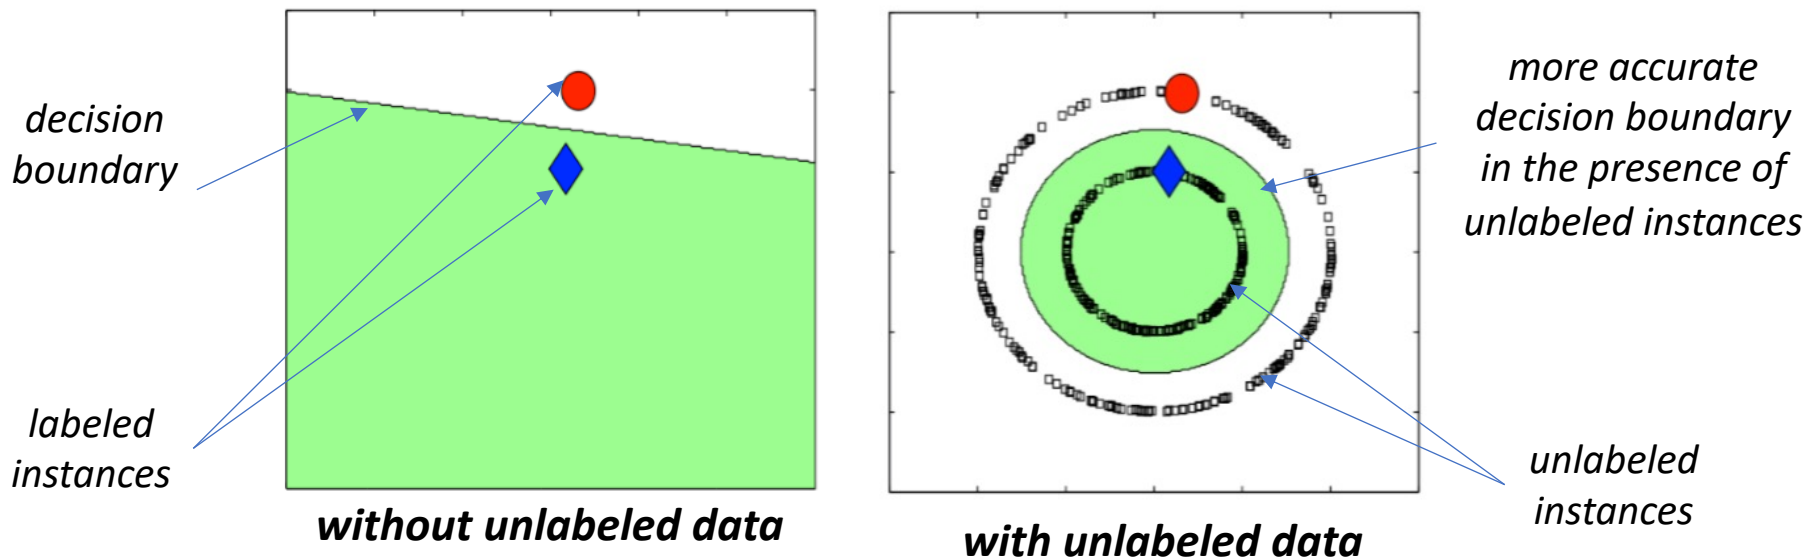 decision
boundary
labeled
instances
without unlabeled data
more accurate
decision boundary
in the presence of
unlabeled instances
unlabeled
instances
with unlabeled data